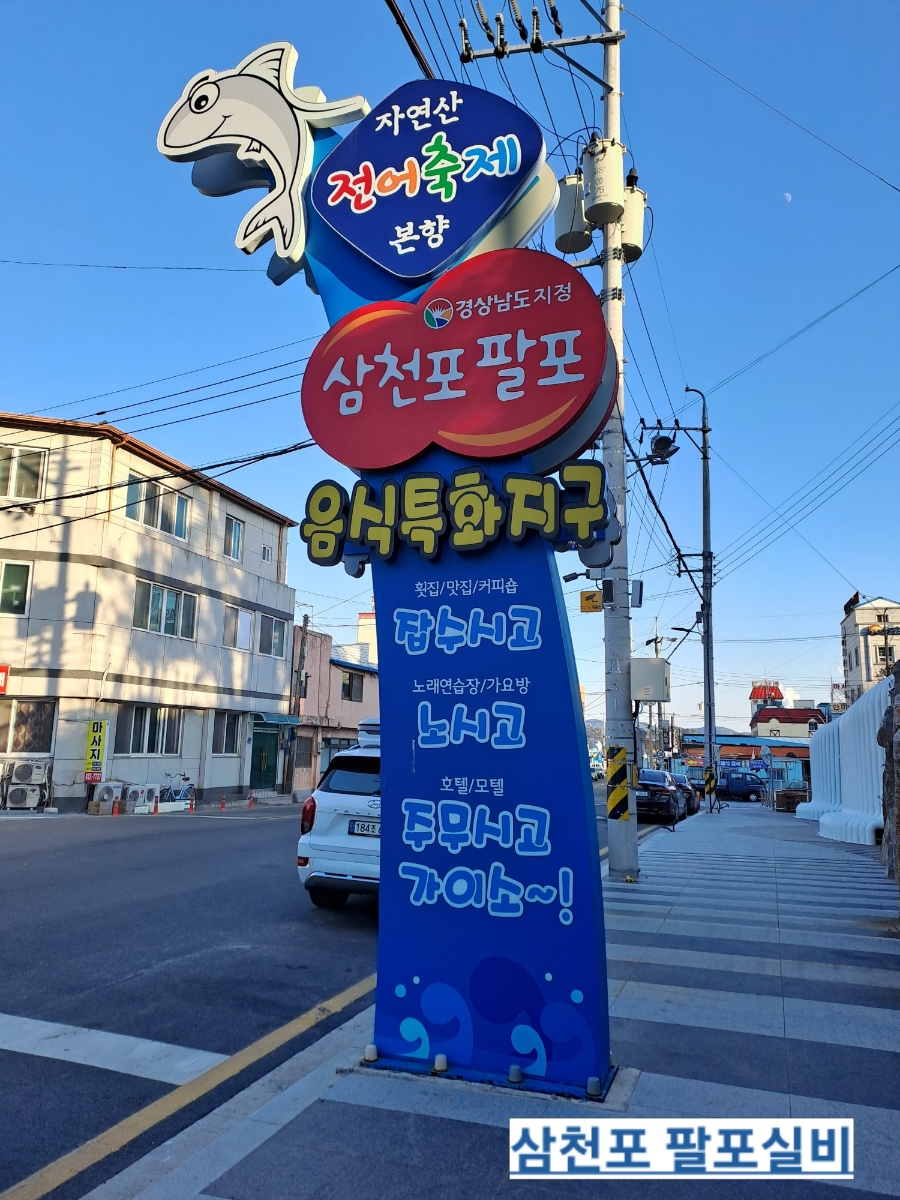 자연산
전어축제
본향
경상남도 지정
삼천포 팔포
음식특화지구
횟집/맛집/커피숍
잡수시고
노래연습장/가요방
노시고
호텔/모텔
주무시고
가이소~!
마사지
삼천포 팔포실비